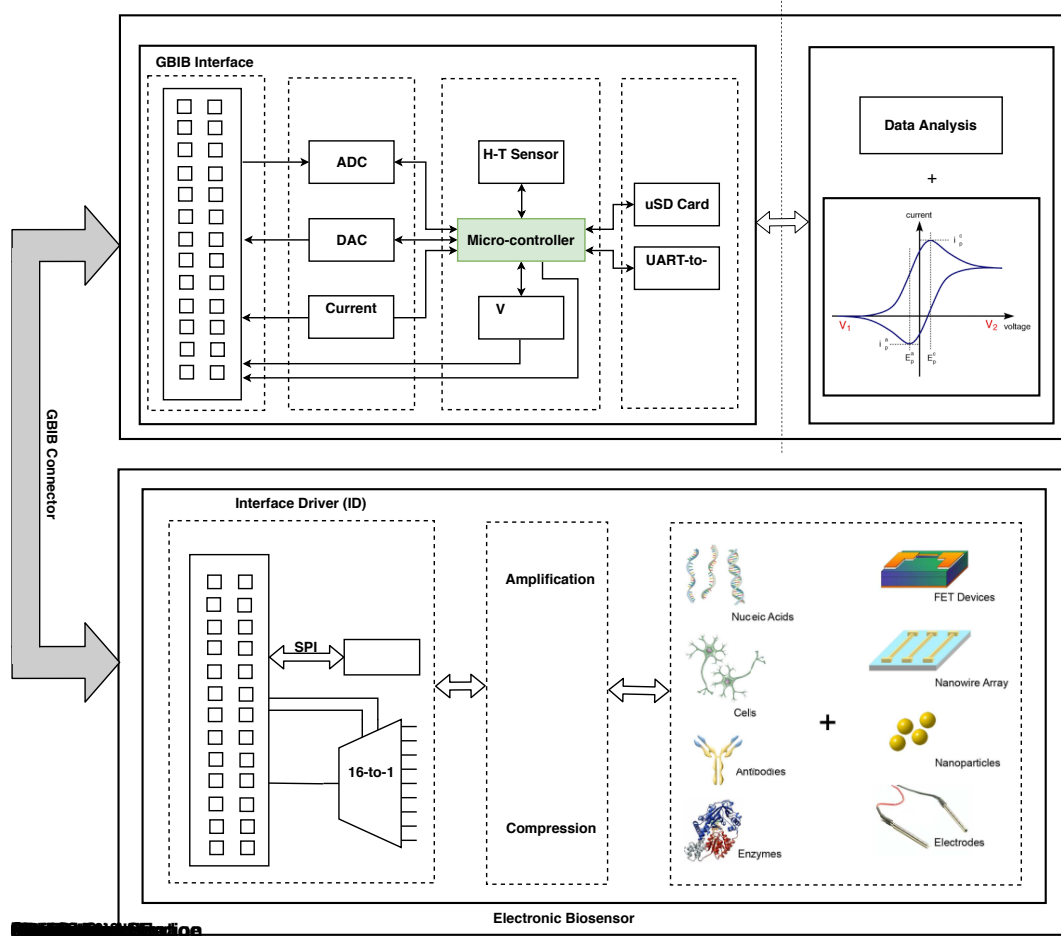 GBIB Interface
ADC
DAC
Current
H-T Sensor
Micro-controller
V
uSD Card
UART-to-
Data Analysis
+
current
i p c
V1
V2
voltage
i p a
E p a
E p c
GBIB Connector
Interface Driver (ID)
SPI
16-to-1
Amplification
Compression
Nuceic Acids
Cells
Antibodies
Enzymes
+
FET Devices
Nanowire Array
Nanoparticles
Electrodes
Electronic Biosensor